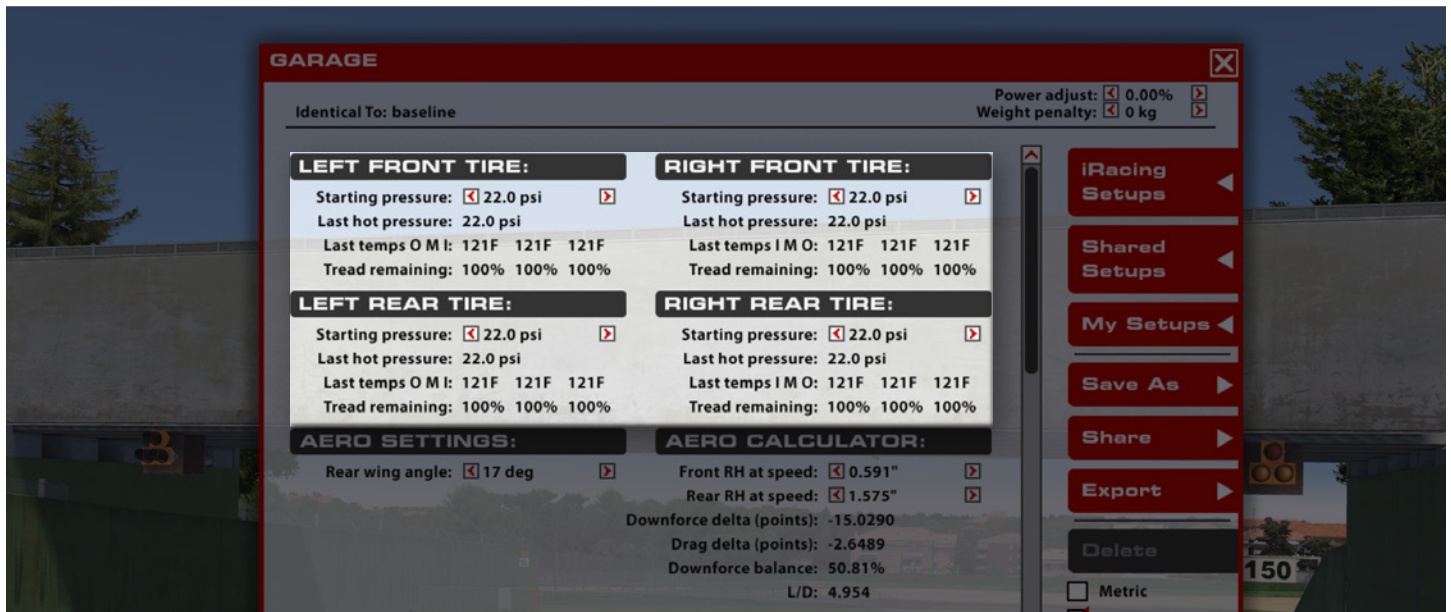 GARAGE
Identical To: baseline
Power adjust: 0.00%
Weight penalty: 0 kg
LEFT FRONT TIRE:
Starting pressure: 22.0 psi
Last hot pressure: 22.0 psi
Last temps O M I: 121F 121F 121F
Tread remaining: 100% 100% 100%
RIGHT FRONT TIRE:
Starting pressure: 22.0 psi
Last hot pressure: 22.0 psi
Last temps I M O: 121F 121F 121F
Tread remaining: 100% 100% 100%
LEFT REAR TIRE:
Starting pressure: 22.0 psi
Last hot pressure: 22.0 psi
Last temps O M I: 121F 121F 121F
Tread remaining: 100% 100% 100%
RIGHT REAR TIRE:
Starting pressure: 22.0 psi
Last hot pressure: 22.0 psi
Last temps I M O: 121F 121F 121F
Tread remaining: 100% 100% 100%
AERO SETTINGS:
Rear wing angle: 17 deg
AERO CALCULATOR:
Front RH at speed: 0.591"
Rear RH at speed: 1.575"
Downforce delta (points): -15.0290
Drag delta (points): -2.6489
Downforce balance: 50.81%
L/D: 4.954
iRacing
Setups
Shared
Setups
My Setups
Save As
Share
Export
Delete
Metric
150